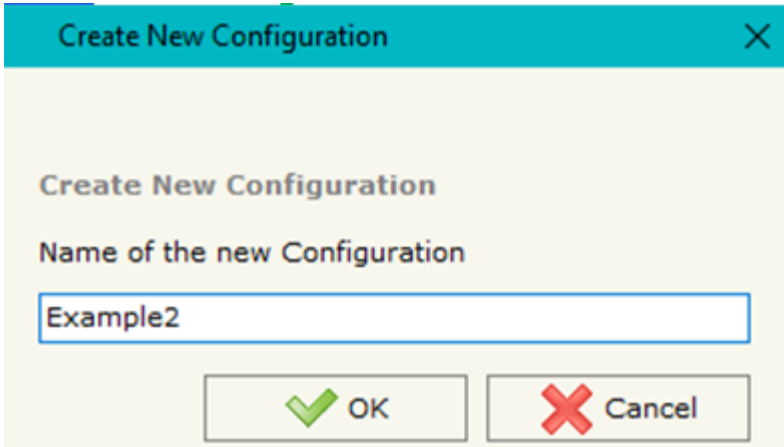 Create New Configuration
Create New Configuration
Name of the new Configuration
Example2
OK Cancel